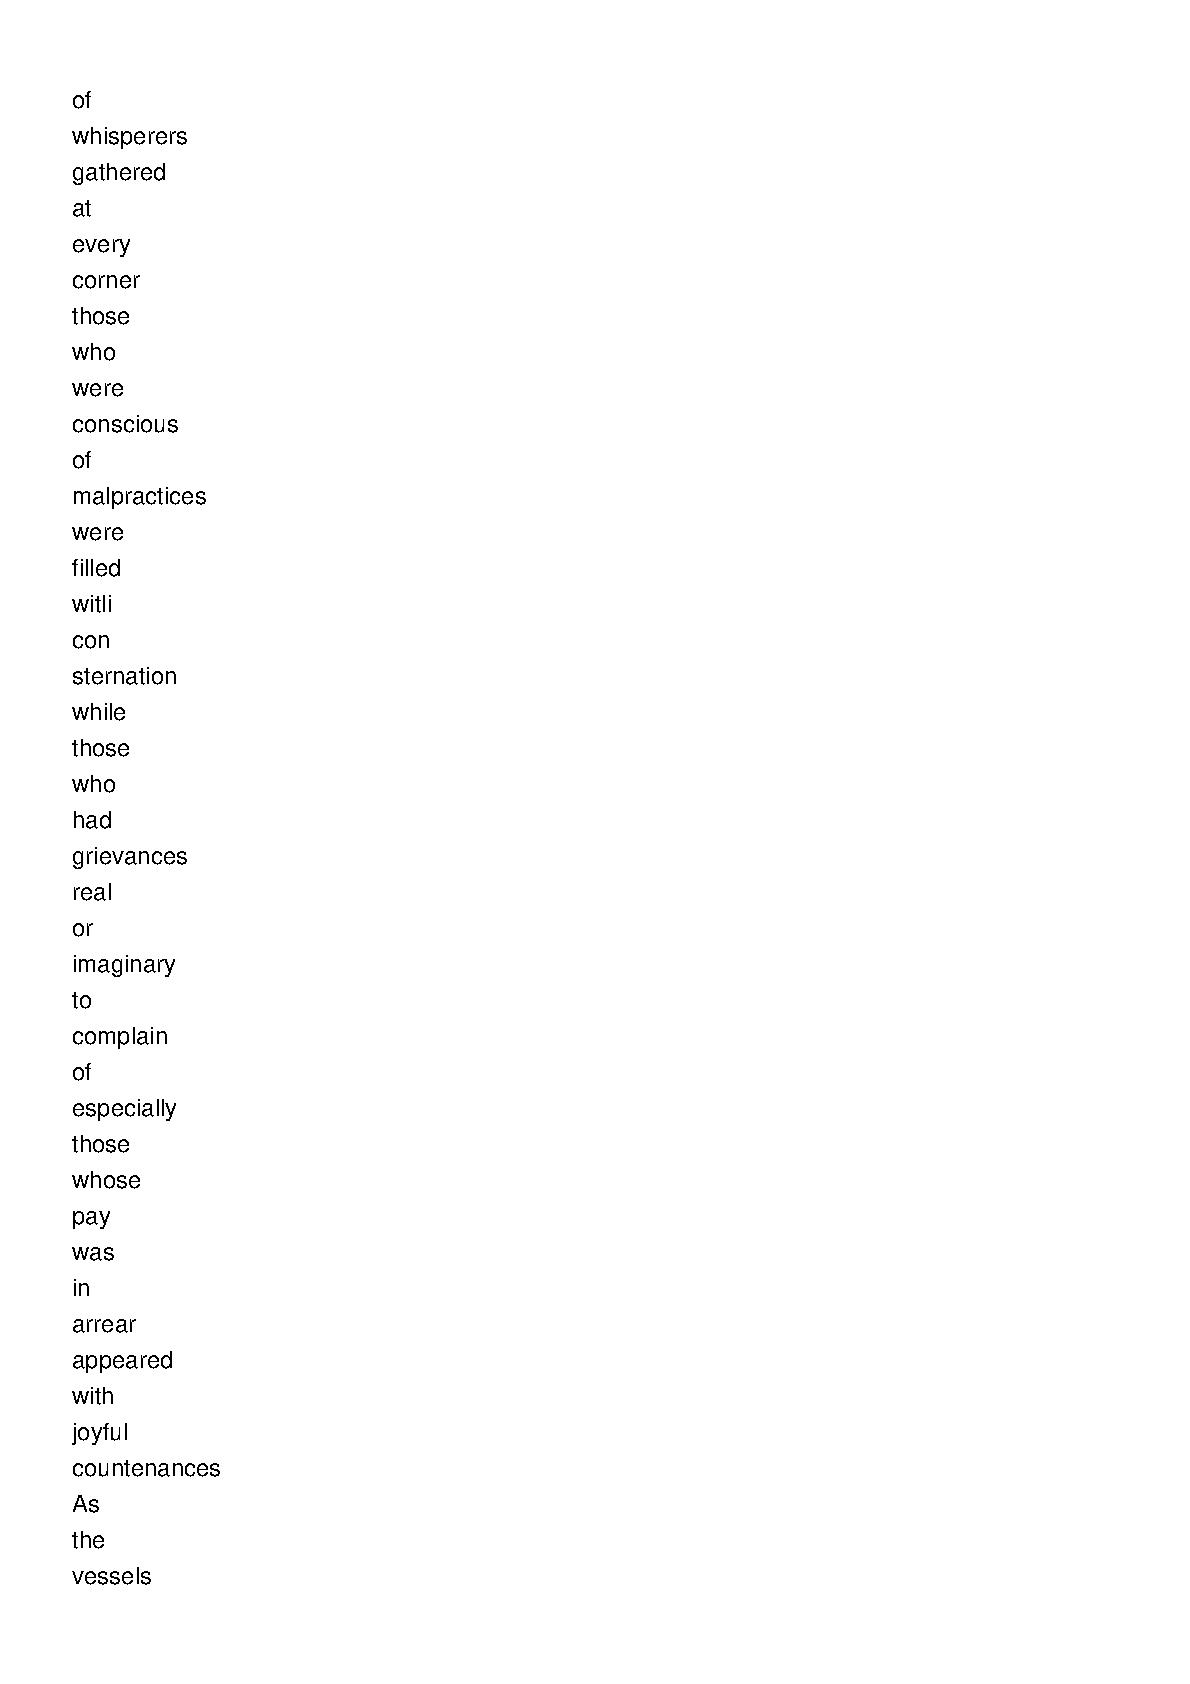 of
whisperers
gathered
at
every
corner
those
who
were
conscious
of
malpractices
were
filled
witli
con
sternation
while
those
who
had
grievances
real
or
imaginary
to
complain
of
especially
those
whose
pay
was
in
arrear
appeared
with
joyful
countenances
As
the
vessels